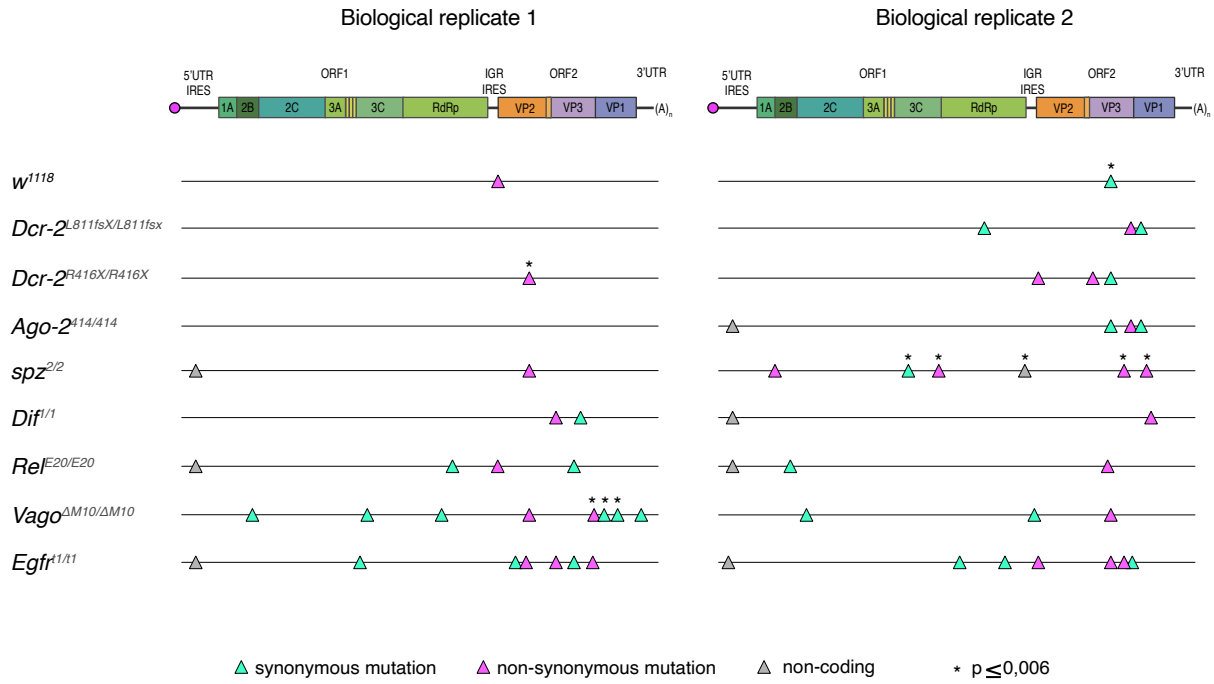 Biological replicate 1
Biological replicate 2
5'UTR IRES ORF1 IGR IRES ORF2 3'UTR
1A 2B 2C 3A 3C RdRp VP2 VP3 VP1 (A)n
5'UTR IRES ORF1 IGR IRES ORF2 3'UTR
1A 2B 2C 3A 3C RdRp VP2 VP3 VP1 (A)n
w1118
*
Dcr-2L811fsX/L811fsx
Dcr-2R416X/R416X
*
Ago-2414/414
spz2/2
* * * * *
Dif1/1
RelE20/E20
VagoΔM10/ΔM10
* * *
Egfrt1/t1
synonymous mutation non-synonymous mutation non-coding * p≤0,006